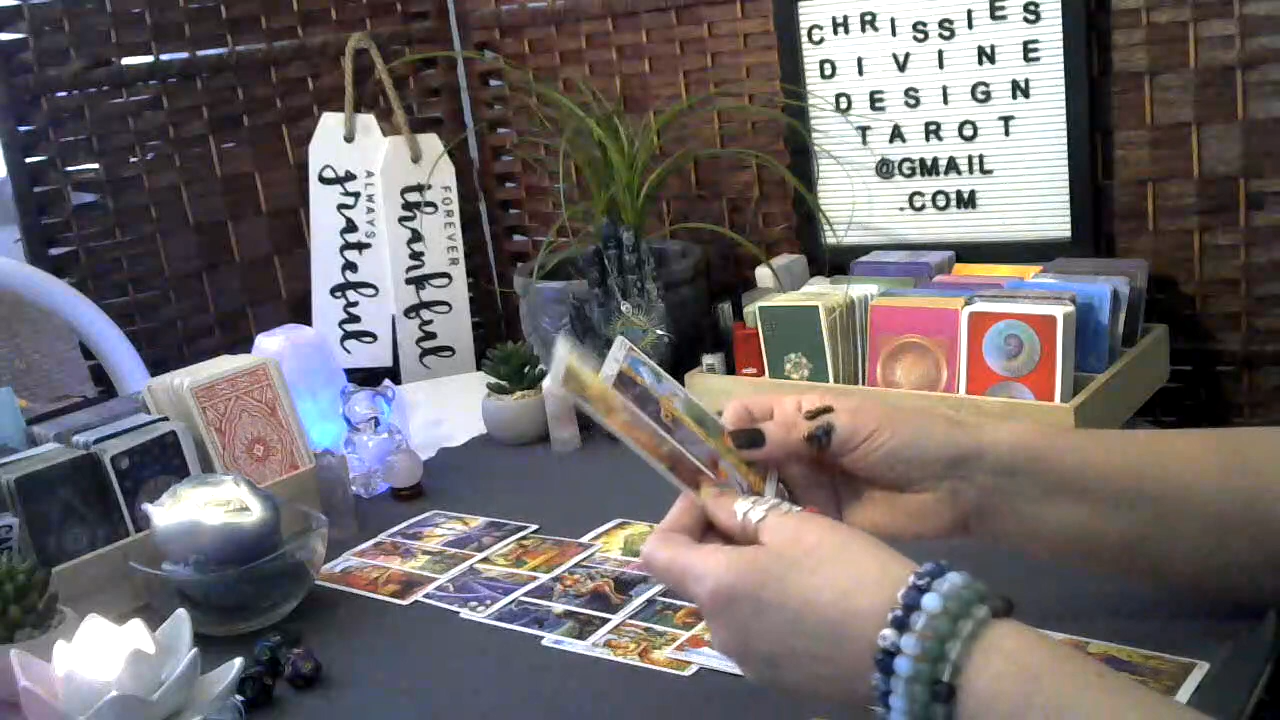 CHRISSIES
DIVINE
DESIGN
TAROT
@GMAIL
.COM
ALWAYS
grateful
FOREVER
thankful